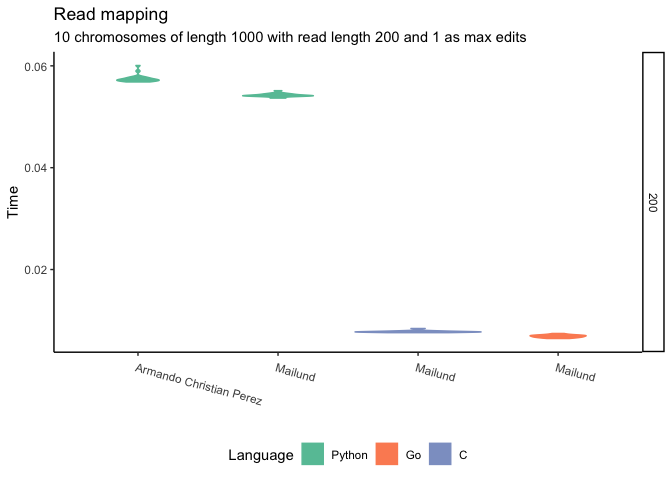 Read mapping
10 chromosomes of length 1000 with read length 200 and 1 as max edits
0.06
0.04
0.02
Time
200
Armando Christian Perez
Mailund
Mailund
Mailund
Language Python Go C